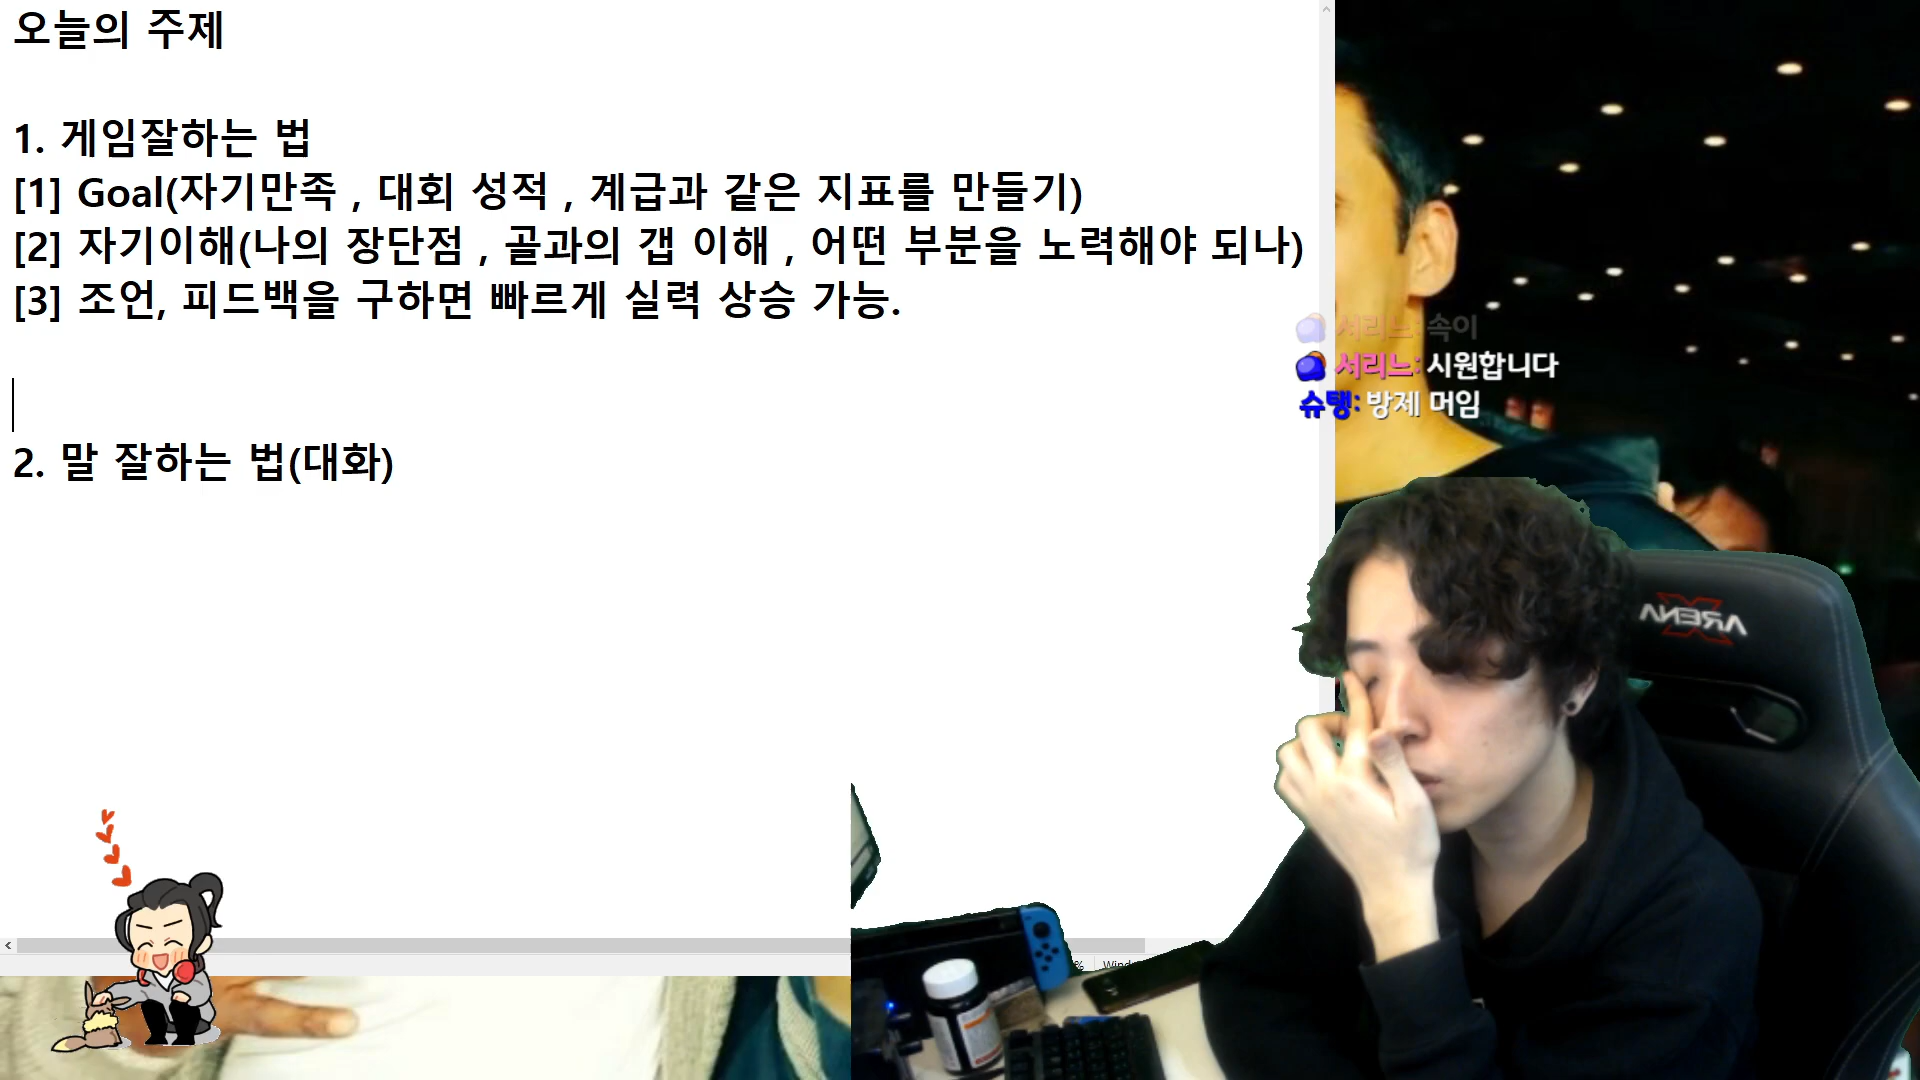 오늘의 주제
1. 게임잘하는 법
[1] Goal(자기만족 , 대회 성적 , 계급과 같은 지표를 만들기)
[2] 자기이해(나의 장단점 , 골과의 갭 이해 , 어떤 부분을 노력해야 되나)
[3] 조언, 피드백을 구하면 빠르게 실력 상승 가능.
서리느: 속이
서리느: 시원합니다
슈탱: 방제 머임
2. 말 잘하는 법(대화)
ARENA
% Wind